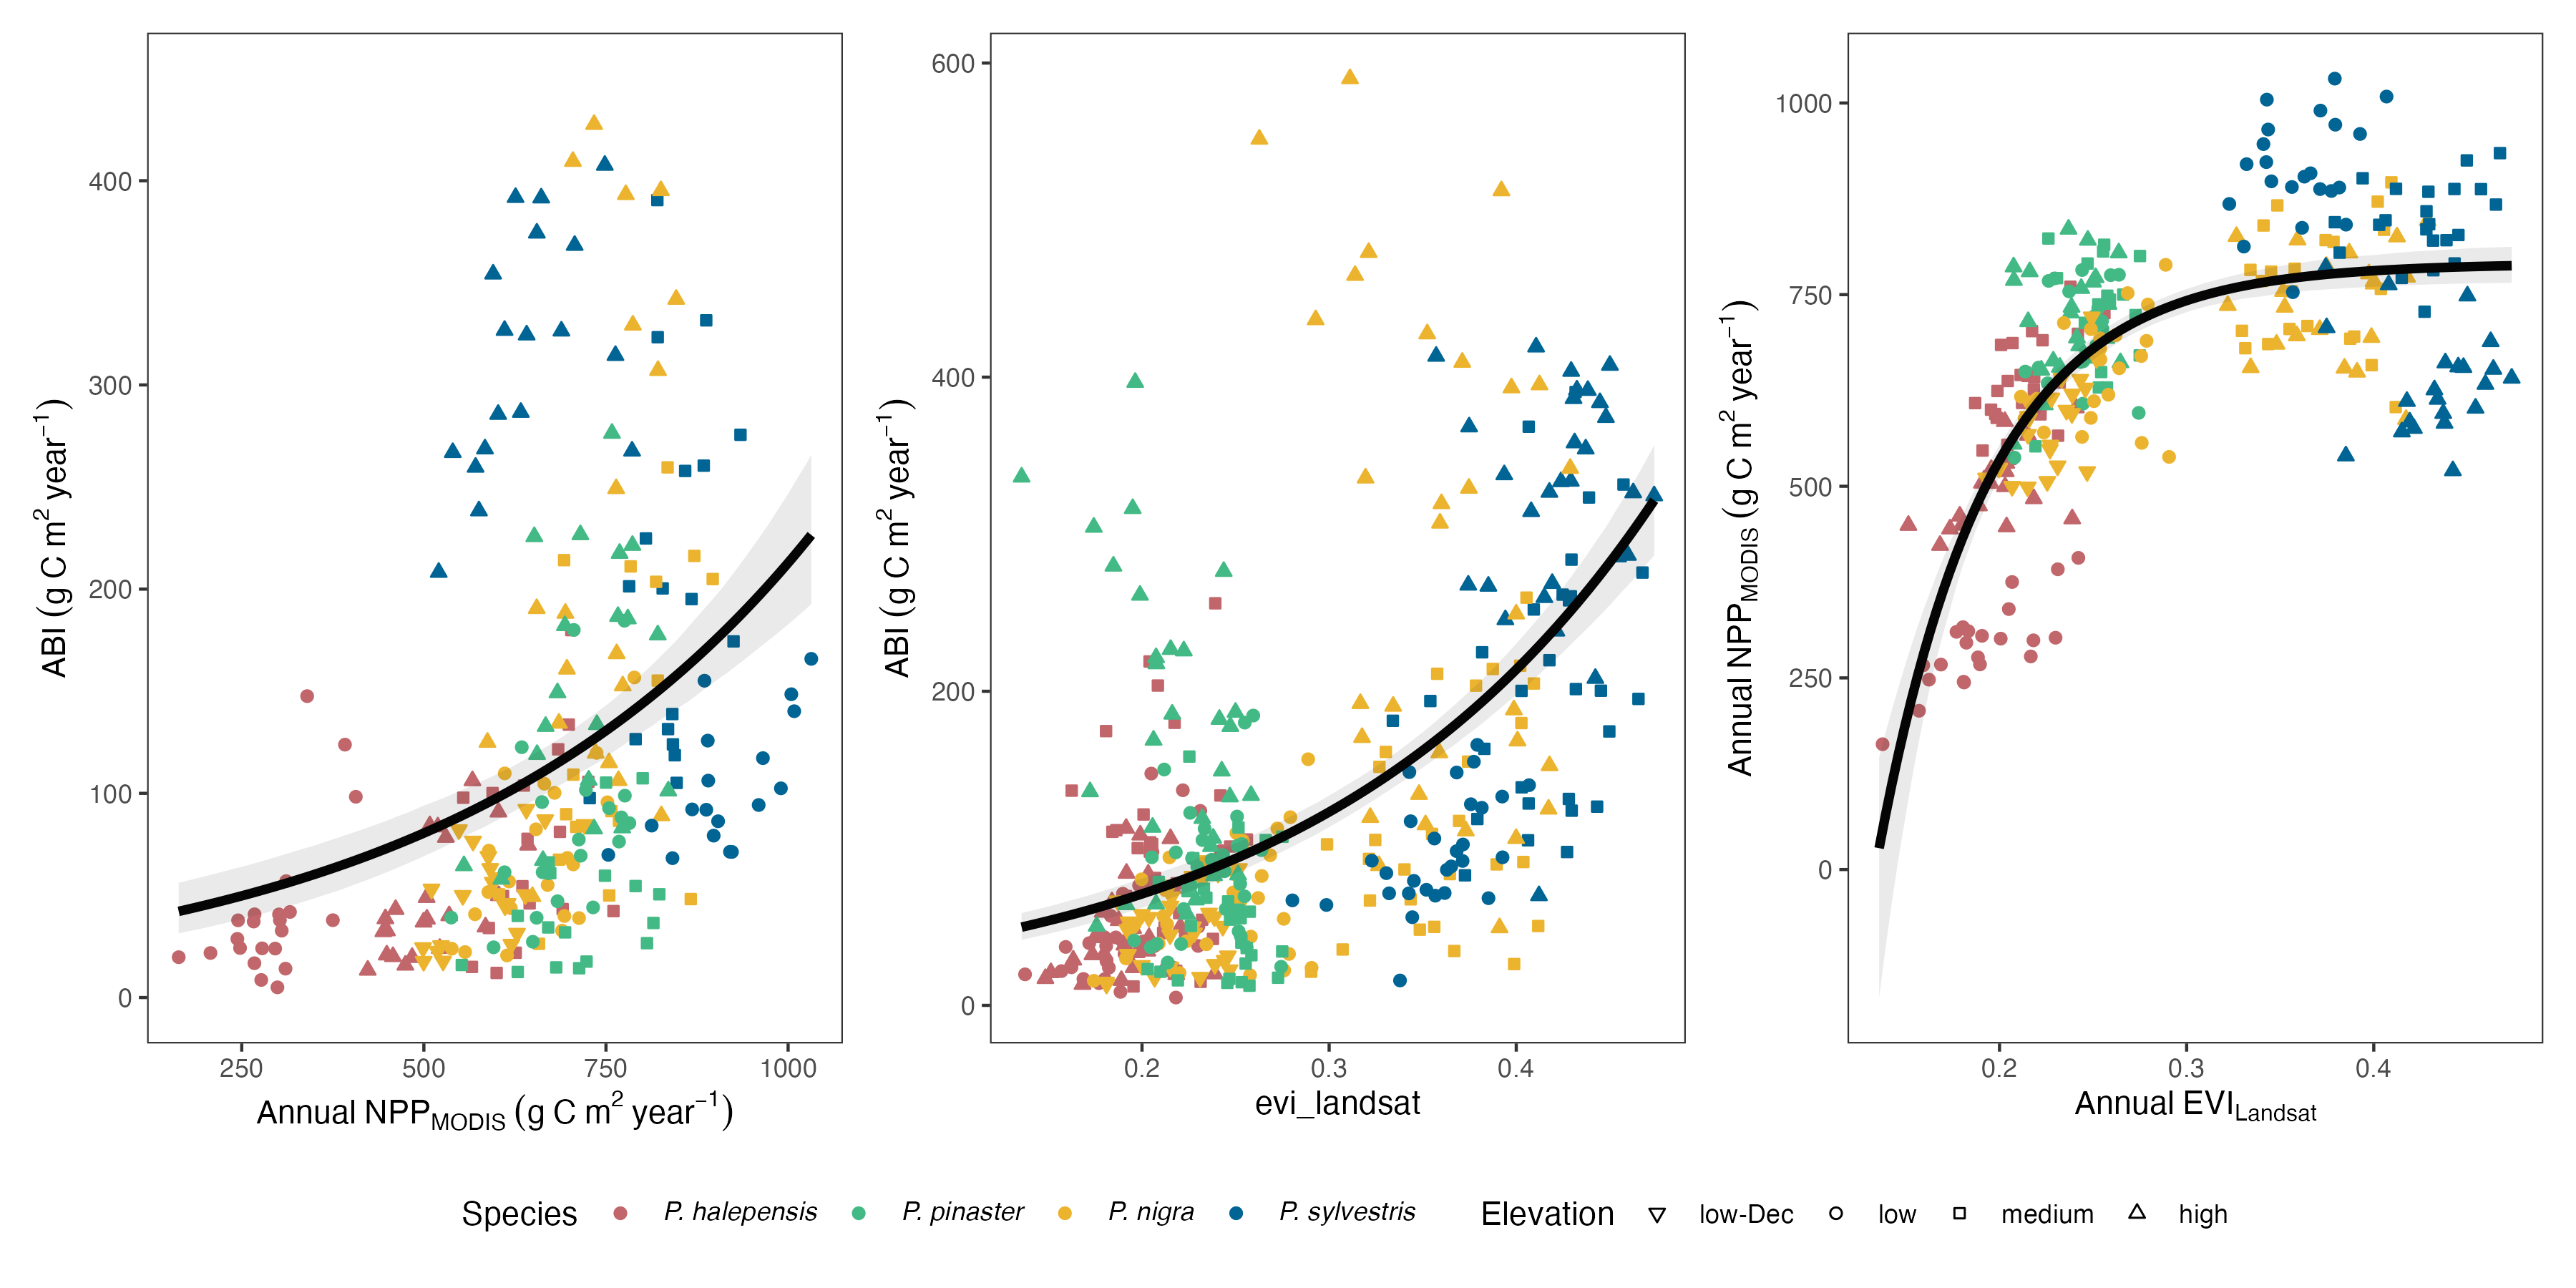 ABI (g C m² year⁻¹)
400
300
200
100
0
250 500 750 1000
Annual NPP_MODIS (g C m² year⁻¹)
ABI (g C m² year⁻¹)
600
400
200
0
0.2 0.3 0.4
evi_landsat
Annual NPP_MODIS (g C m² year⁻¹)
1000
750
500
250
0
0.2 0.3 0.4
Annual EVI_Landsat
Species P. halepensis P. pinaster P. nigra P. sylvestris Elevation low-Dec low medium high